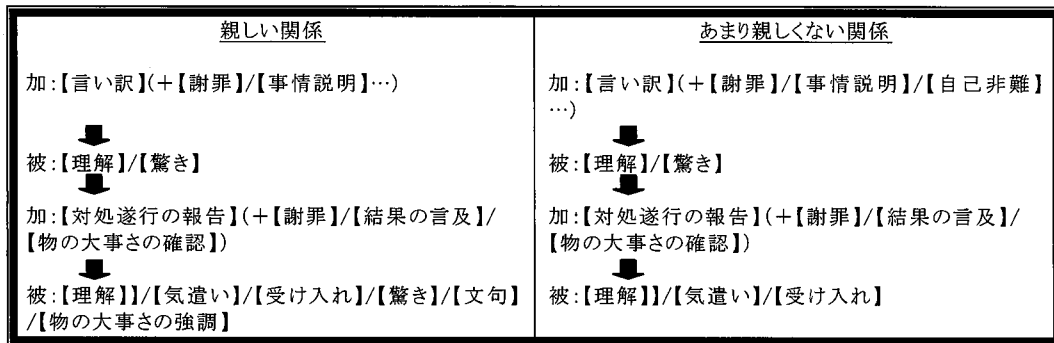 親しい関係
加:【言い訳】(+【謝罪】/【事情説明】…)
被:【理解】/【驚き】
加:【対処遂行の報告】(+【謝罪】/【結果の言及】/
【物の大事さの確認】)
被:【理解】】/【気遣い】/【受け入れ】/【驚き】/【文句】
/【物の大事さの強調】
あまり親しくない関係
加:【言い訳】(+【謝罪】/【事情説明】/【自己非難】
…)
被:【理解】/【驚き】
加:【対処遂行の報告】(+【謝罪】/【結果の言及】/
【物の大事さの確認】)
被:【理解】】/【気遣い】/【受け入れ】